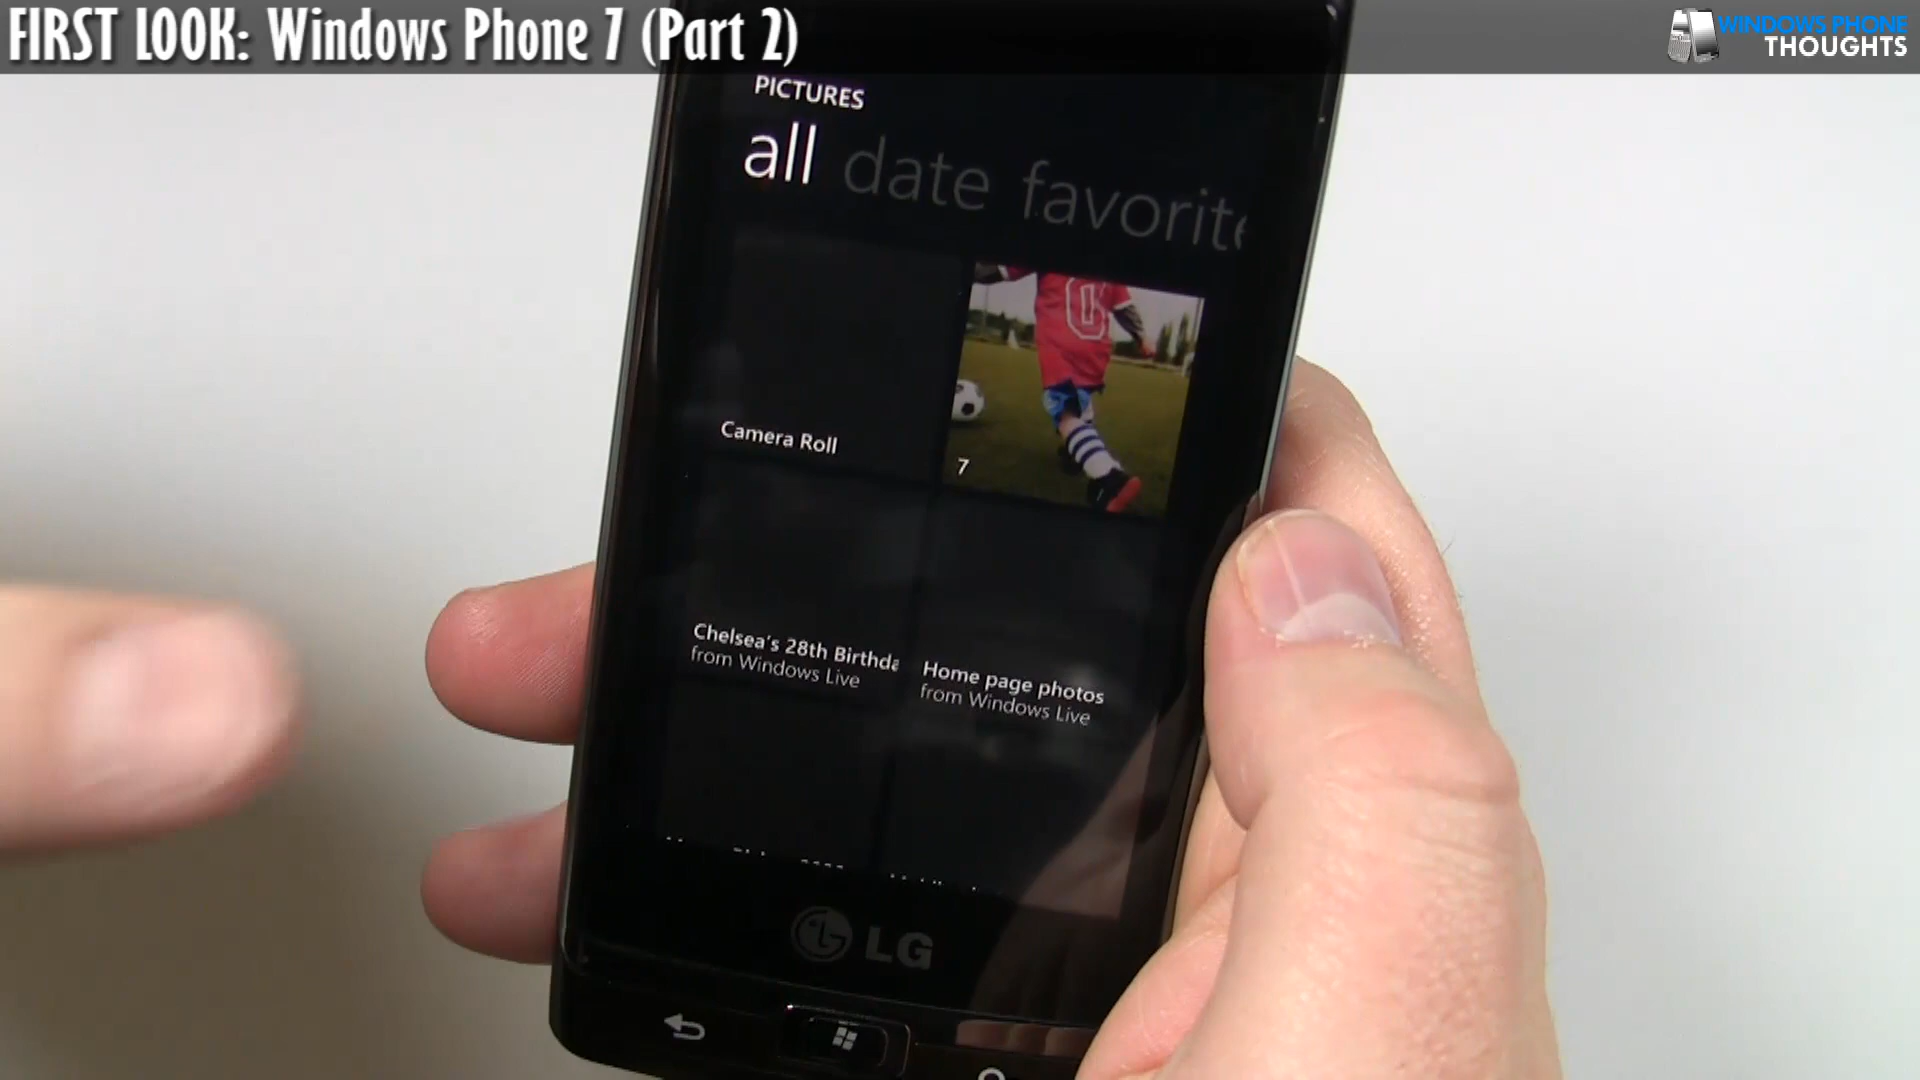 FIRST LOOK: Windows Phone 7 (Part 2)
WINDOWS PHONE
THOUGHTS
PICTURES
all date favorite
Camera Roll
7
Chelsea's 28th Birthda
from Windows Live
Home page photos
from Windows Live
LG